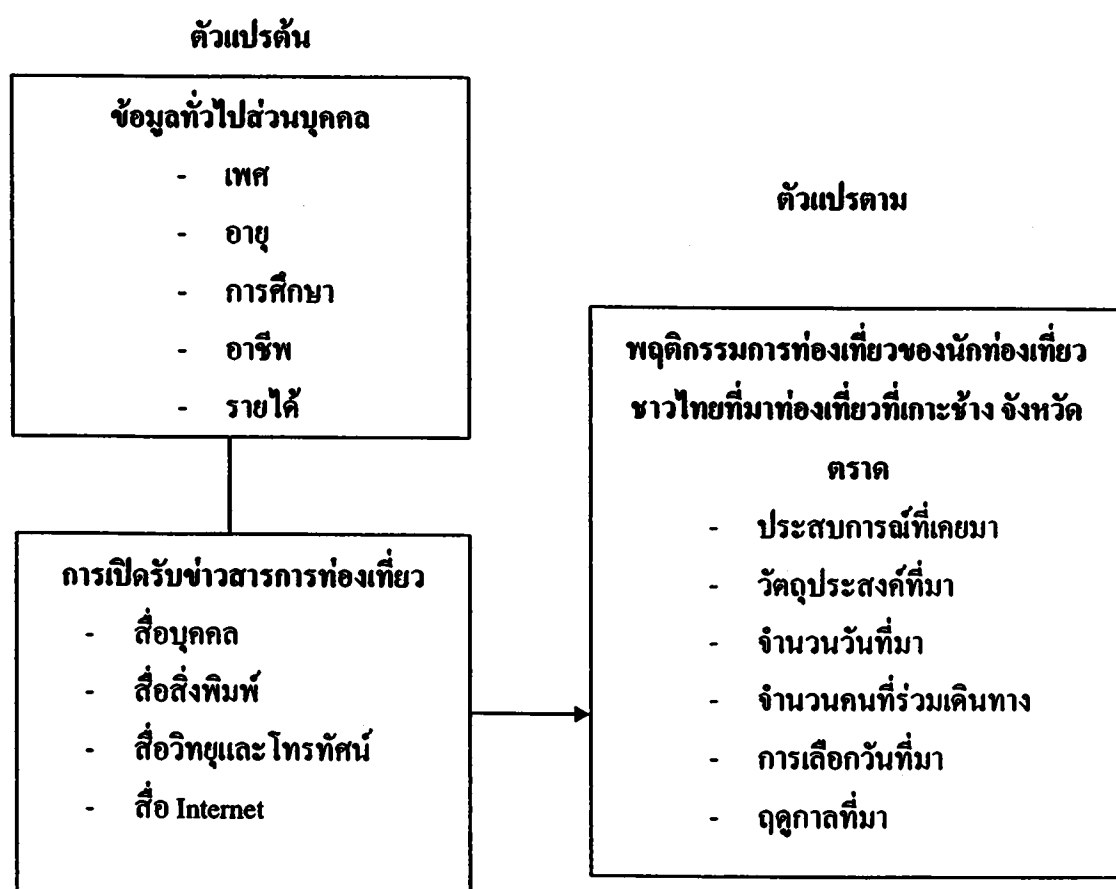 ตัวแปรต้น
ข้อมูลทั่วไปส่วนบุคคล
- เพศ
- อายุ
- การศึกษา
- อาชีพ
- รายได้
การเปิดรับข่าวสารการท่องเที่ยว
- สื่อบุคคล
- สื่อสิ่งพิมพ์
- สื่อวิทยุและโทรทัศน์
- สื่อ Internet
ตัวแปรตาม
พฤติกรรมการท่องเที่ยวของนักท่องเที่ยว
ชาวไทยที่มาท่องเที่ยวที่เกาะช้าง จังหวัด
ตราด
- ประสบการณ์ที่เคยมา
- วัตถุประสงค์ที่มา
- จำนวนวันที่มา
- จำนวนคนที่ร่วมเดินทาง
- การเลือกวันที่มา
- ฤดูกาลที่มา